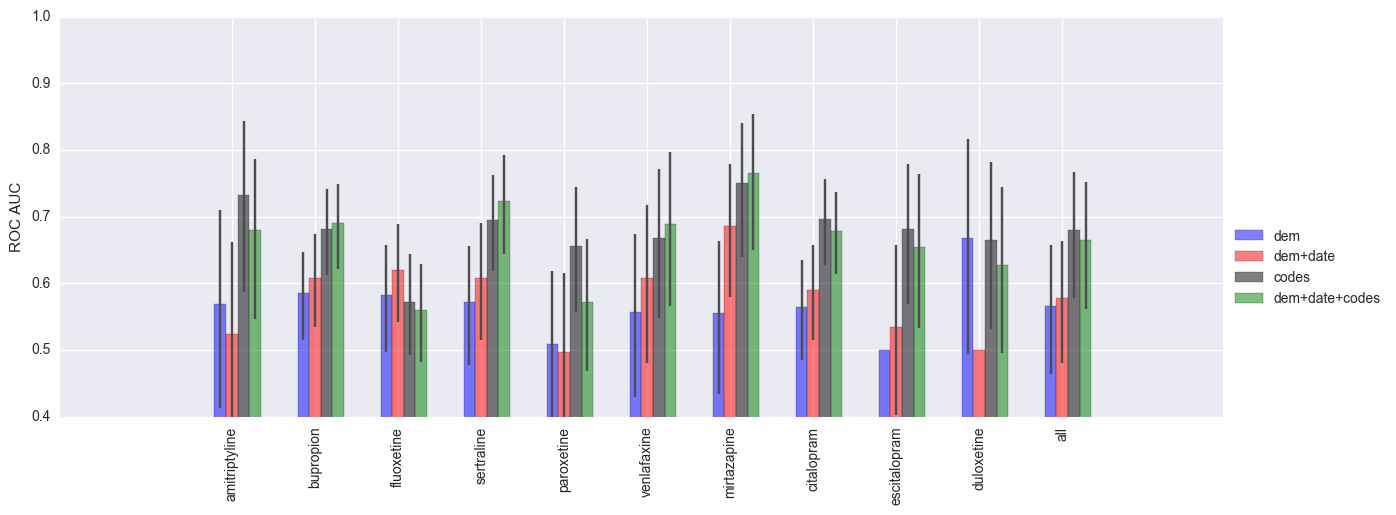 1.0
0.9
0.8
0.7
0.6
0.5
0.4
ROC AUC
amitriptyline
bupropion
fluoxetine
sertraline
paroxetine
venlafaxine
mirtazapine
citalopram
escitalopram
duloxetine
all
dem
dem+date
codes
dem+date+codes